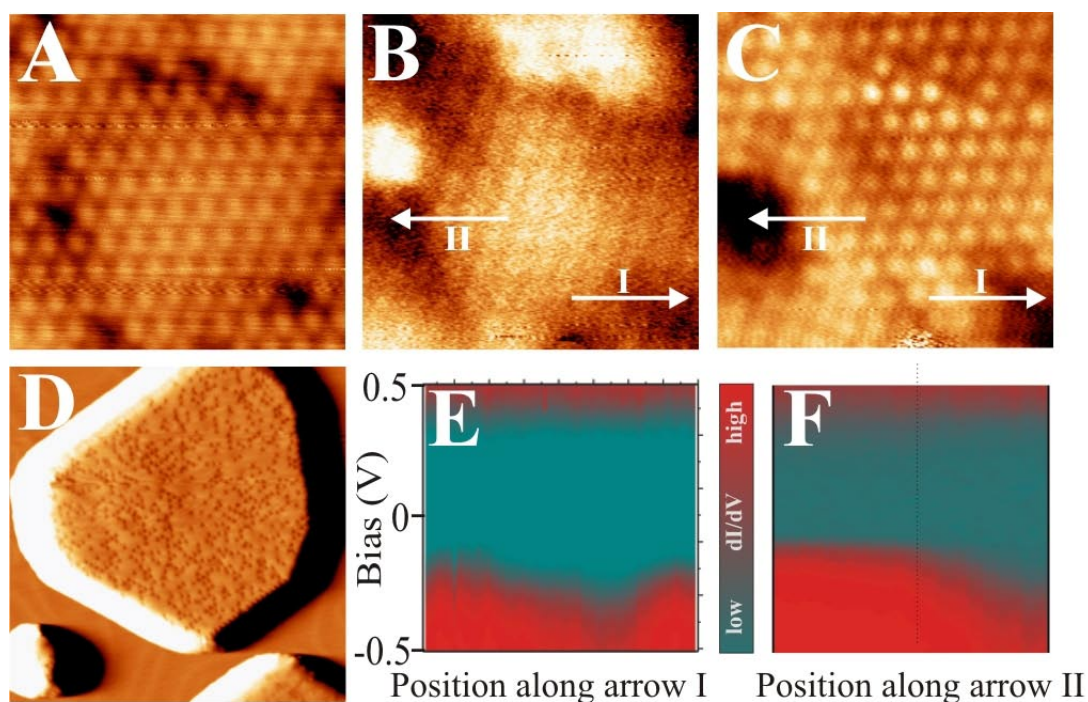 A
B
C
II
I
II
I
D
E
F
0.5
0
-0.5
Bias (V)
high
dI/dV
low
Position along arrow I
Position along arrow II